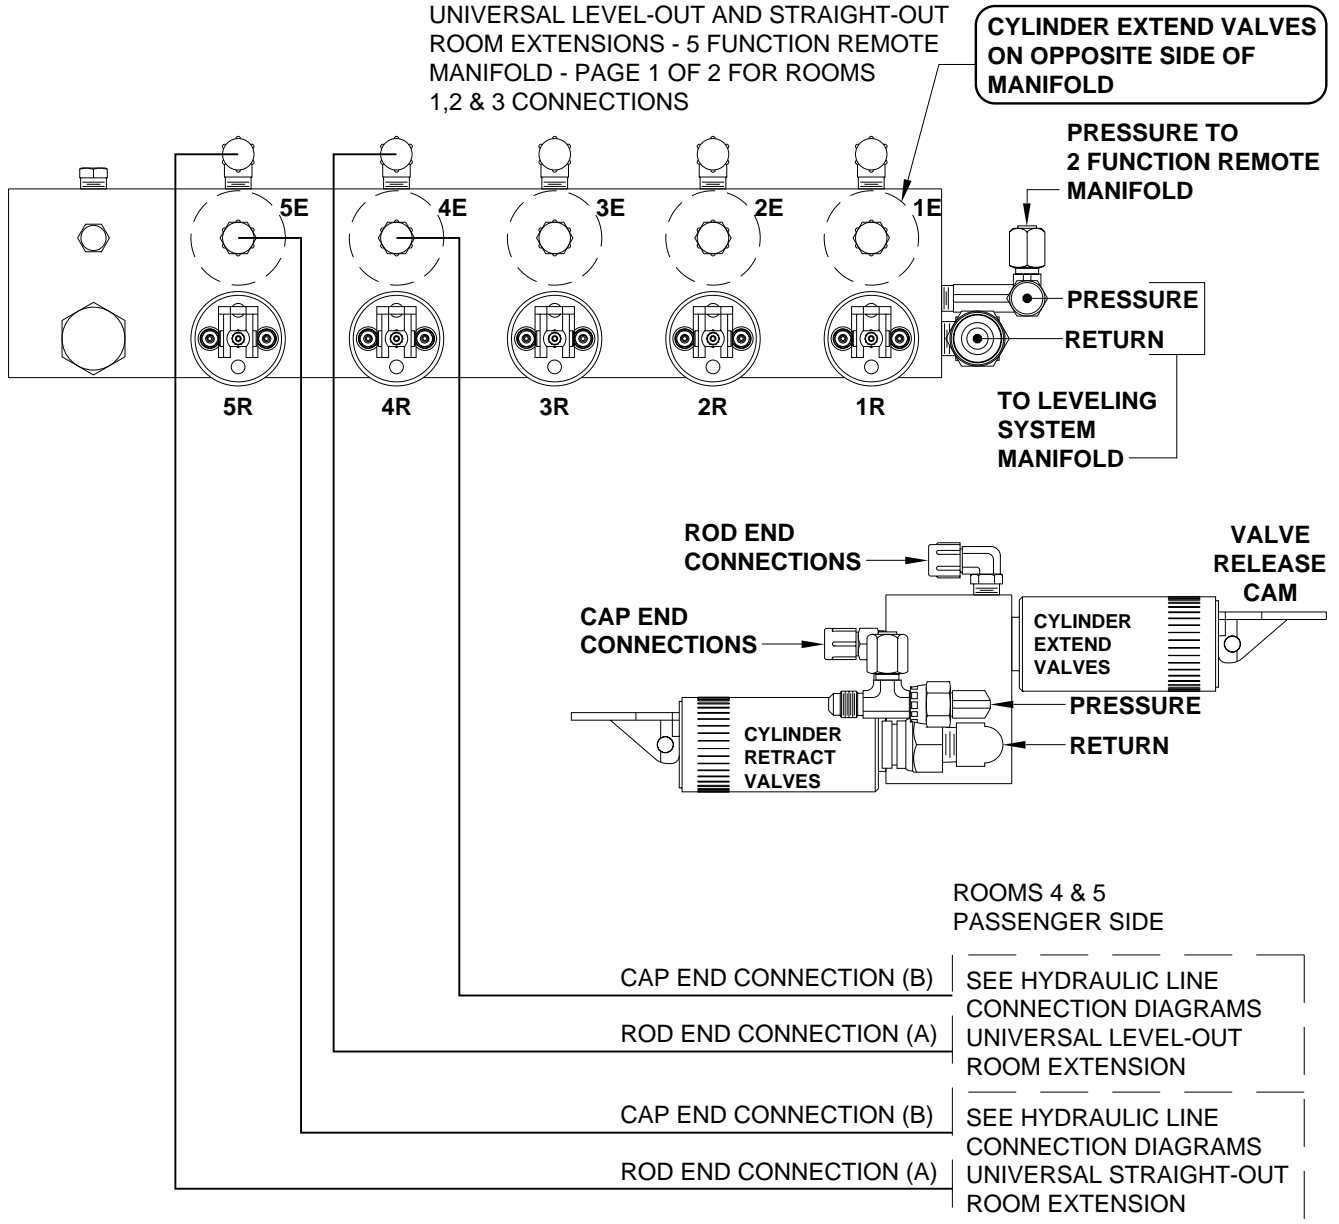 UNIVERSAL LEVEL-OUT AND STRAIGHT-OUT
ROOM EXTENSIONS - 5 FUNCTION REMOTE
MANIFOLD - PAGE 1 OF 2 FOR ROOMS
1,2 & 3 CONNECTIONS
CYLINDER EXTEND VALVES
ON OPPOSITE SIDE OF
MANIFOLD
PRESSURE TO
2 FUNCTION REMOTE
MANIFOLD
5E
4E
3E
2E
1E
PRESSURE
RETURN
5R
4R
3R
2R
1R
TO LEVELING
SYSTEM
MANIFOLD
ROD END
CONNECTIONS
VALVE
RELEASE
CAM
CAP END
CONNECTIONS
CYLINDER
EXTEND
VALVES
PRESSURE
RETURN
CYLINDER
RETRACT
VALVES
ROOMS 4 & 5
PASSENGER SIDE
CAP END CONNECTION (B)
ROD END CONNECTION (A)
SEE HYDRAULIC LINE
CONNECTION DIAGRAMS
UNIVERSAL LEVEL-OUT
ROOM EXTENSION
CAP END CONNECTION (B)
ROD END CONNECTION (A)
SEE HYDRAULIC LINE
CONNECTION DIAGRAMS
UNIVERSAL STRAIGHT-OUT
ROOM EXTENSION